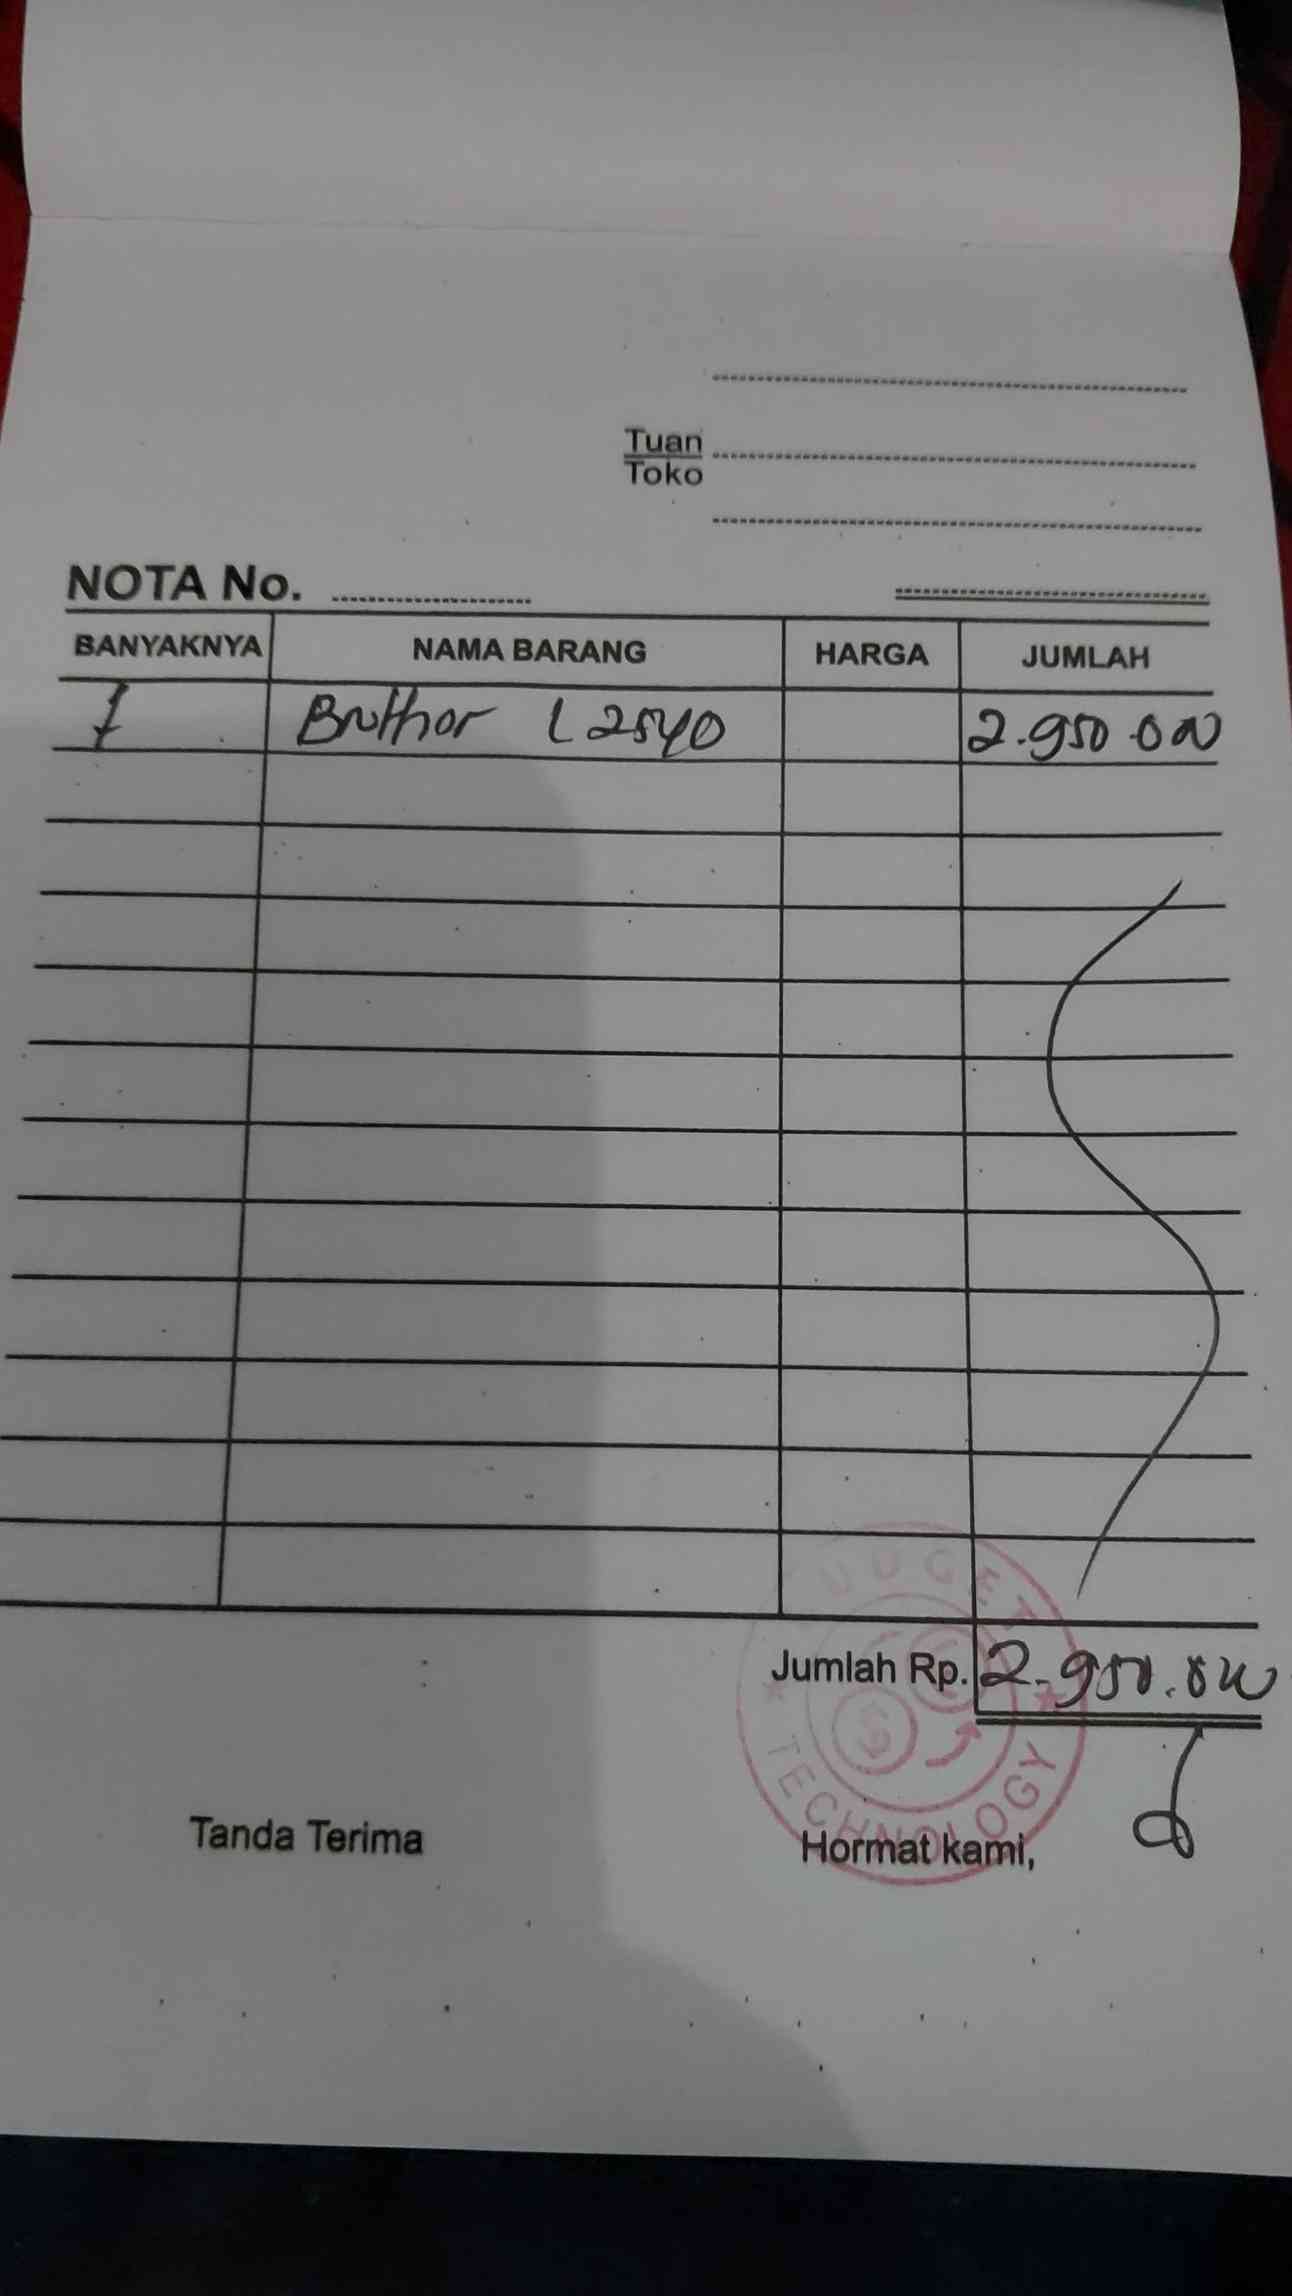 Tuan
Toko
NOTA No.
BANYAKNYA NAMA BARANG HARGA JUMLAH
1 Brother L2540 2.950.000
Jumlah Rp. 2.950.000
UDGET
TECHNOLOGY
Tanda Terima Hormat kami,